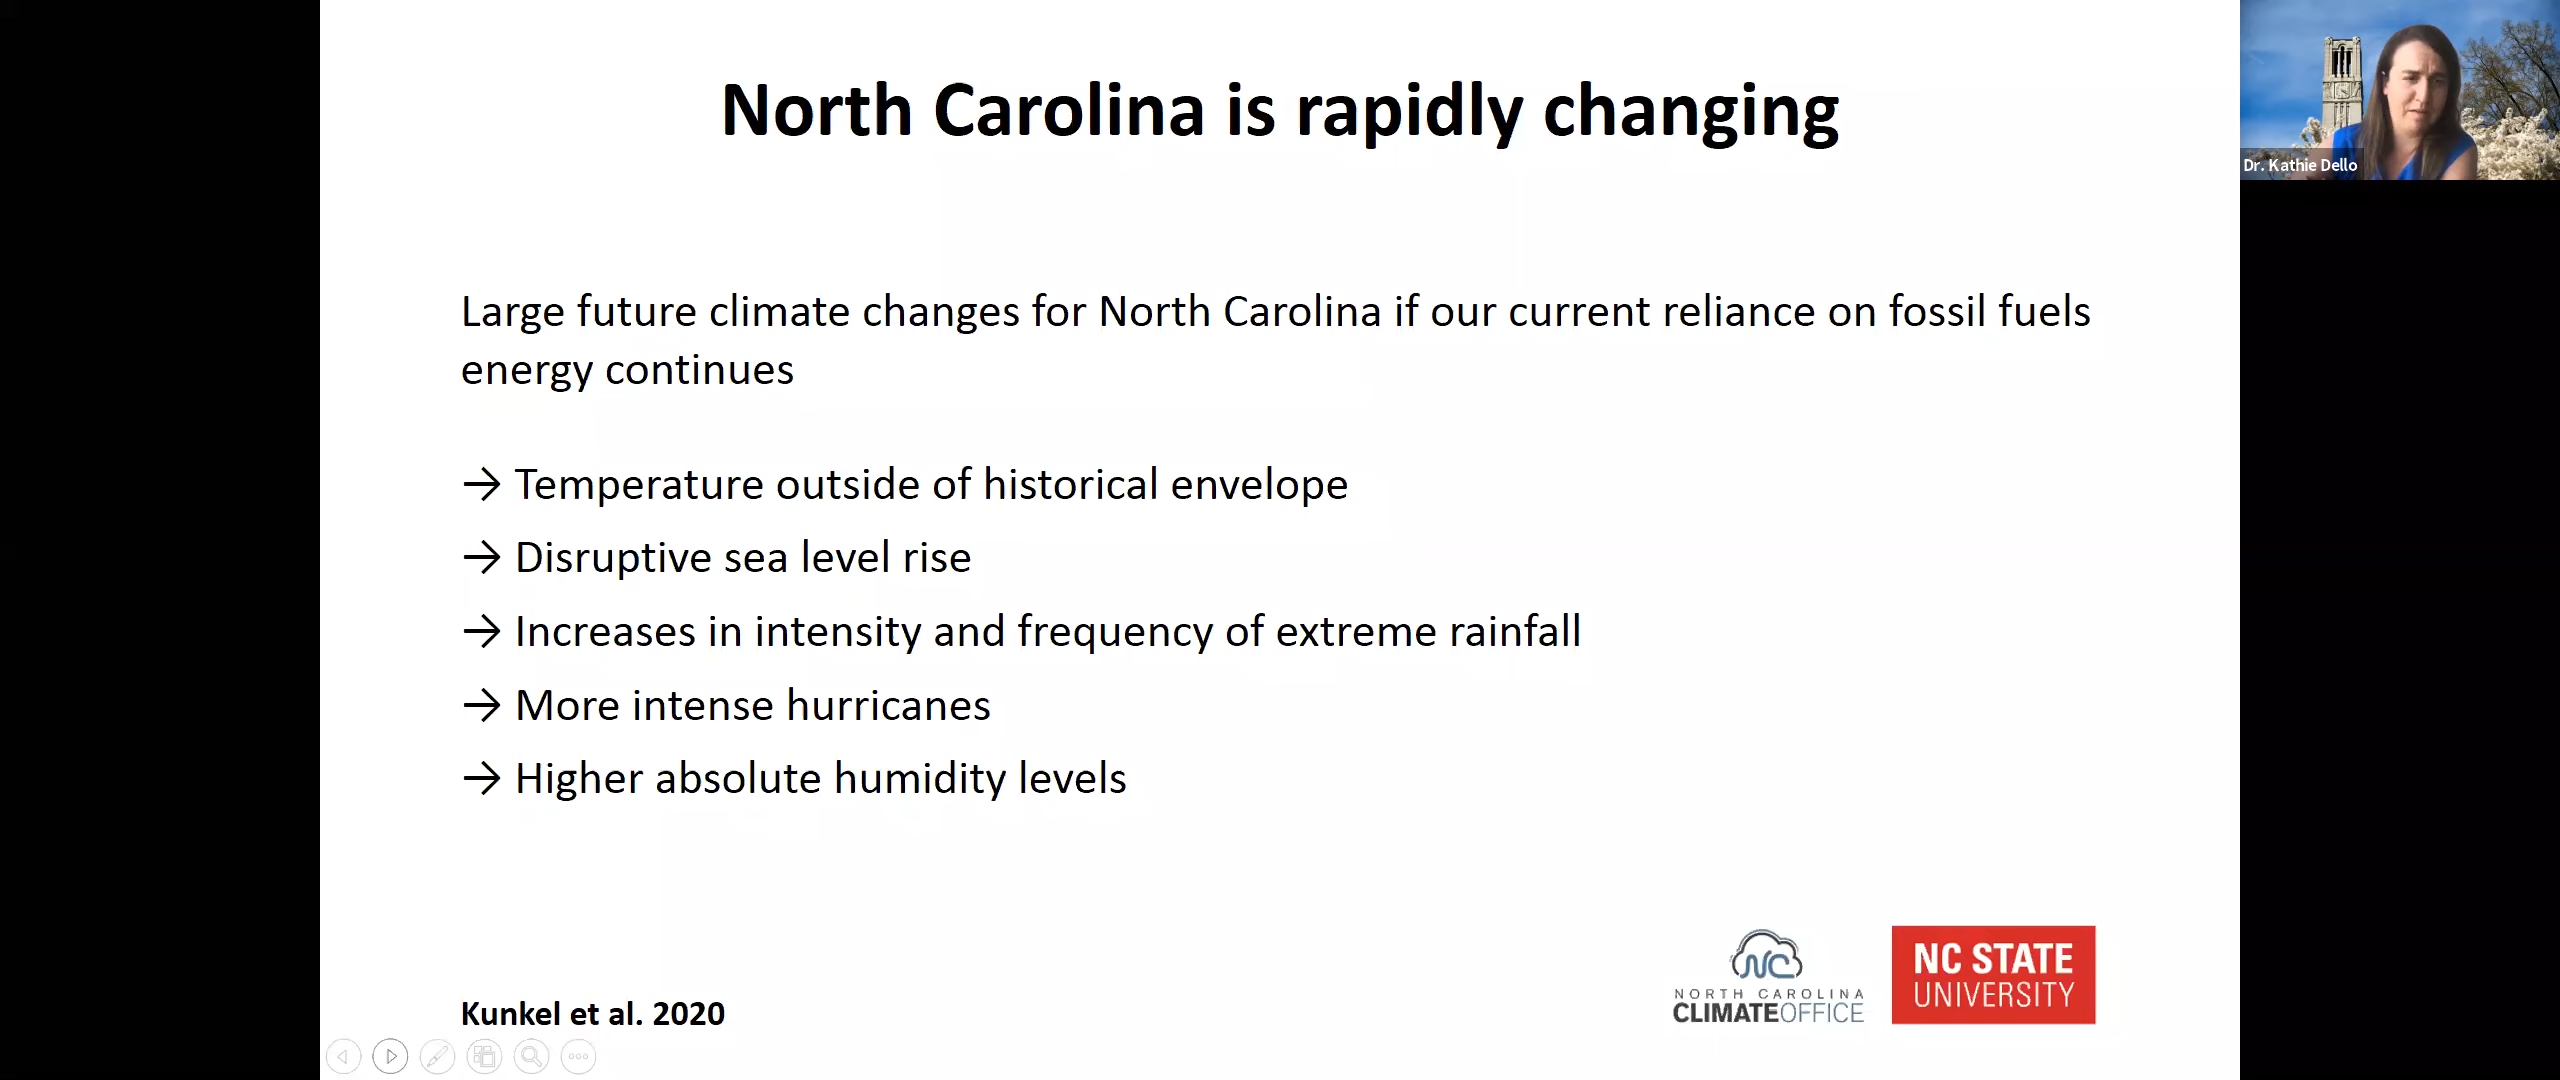 North Carolina is rapidly changing
Dr. Kathie Dello
Large future climate changes for North Carolina if our current reliance on fossil fuels
energy continues
→ Temperature outside of historical envelope
→ Disruptive sea level rise
→ Increases in intensity and frequency of extreme rainfall
→ More intense hurricanes
→ Higher absolute humidity levels
NC
NORTH CAROLINA
CLIMATEOFFICE
NC STATE
UNIVERSITY
Kunkel et al. 2020